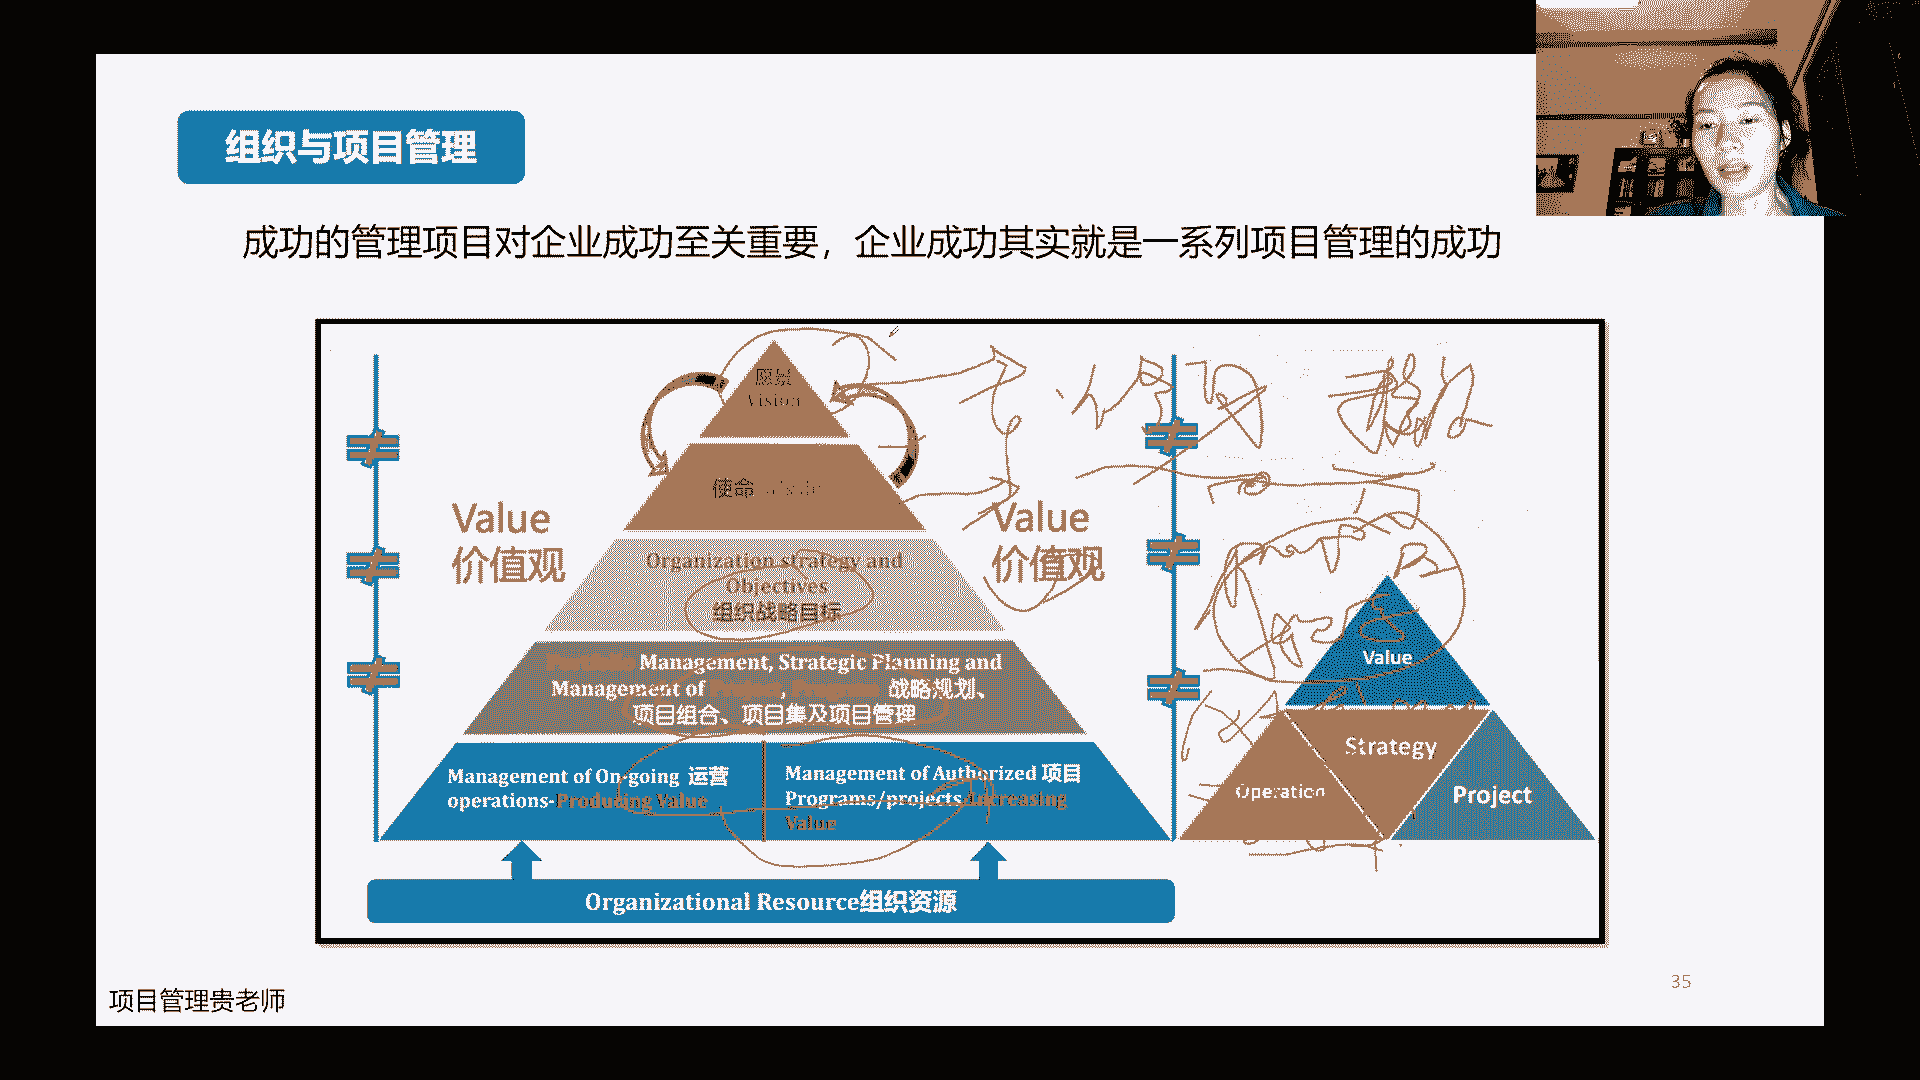 组织与项目管理
成功的管理项目对企业成功至关重要，企业成功其实就是一系列项目管理的成功
愿景
Vision
使命
Value
价值观
Value
价值观
Organization strategy and
Objectives
组织战略目标
Management, Strategic Planning and
Management of , 战略规划、
项目组合、项目集及项目管理
Management of On-going 运营
operations-Producing Value
Management of Authorized 项目
Programs/projects-Increasing
Value
Organizational Resource组织资源
Value
Strategy
Operation
Project
35
项目管理贵老师